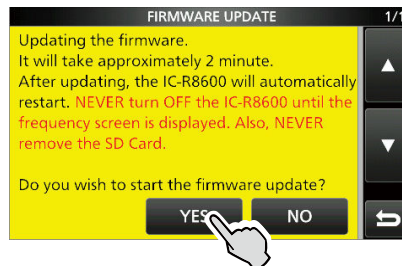 FIRMWARE UPDATE 1/1
Updating the firmware.
It will take approximately 2 minute.
After updating, the IC-R8600 will automatically
restart. NEVER turn OFF the IC-R8600 until the
frequency screen is displayed. Also, NEVER
remove the SD Card.
Do you wish to start the firmware update?
YES NO